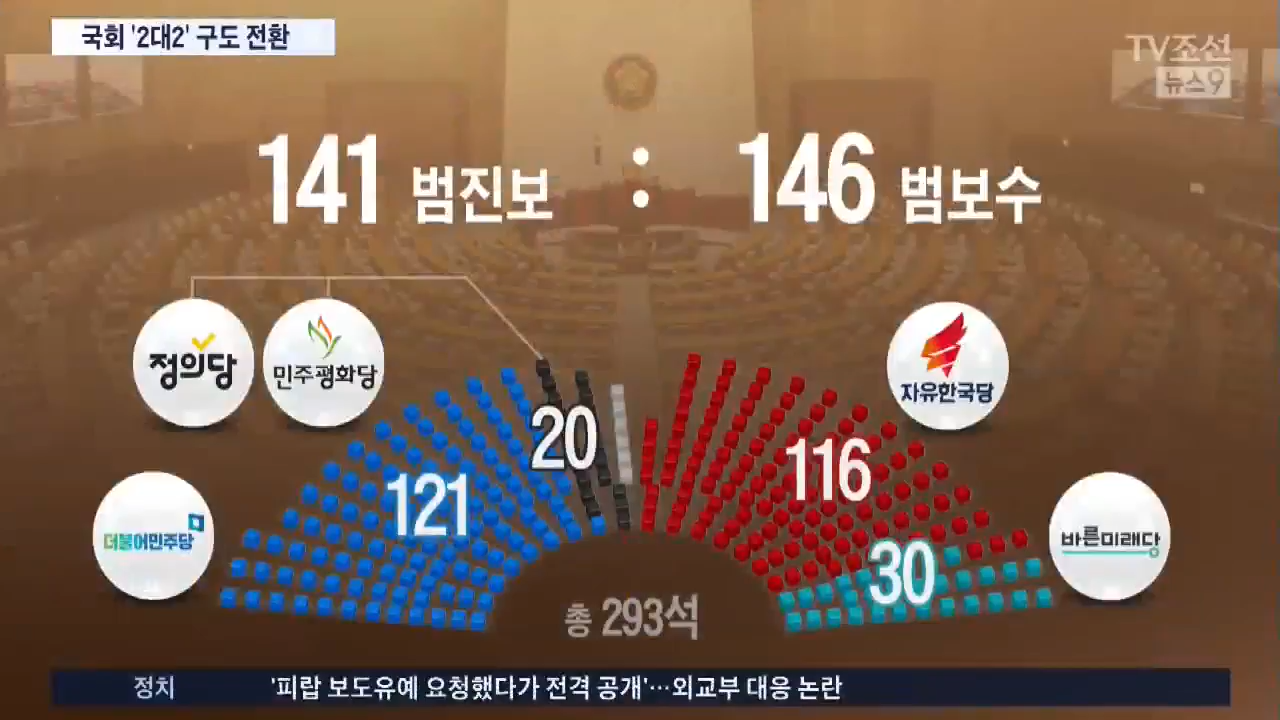 국회 '2대2' 구도 전환
TV조선
뉴스9
141 범진보 : 146 범보수
정의당
민주평화당
자유한국당
20
121
116
더불어민주당
바른미래당
30
총 293석
정치 '피랍 보도유예 요청했다가 전격 공개'…외교부 대응 논란